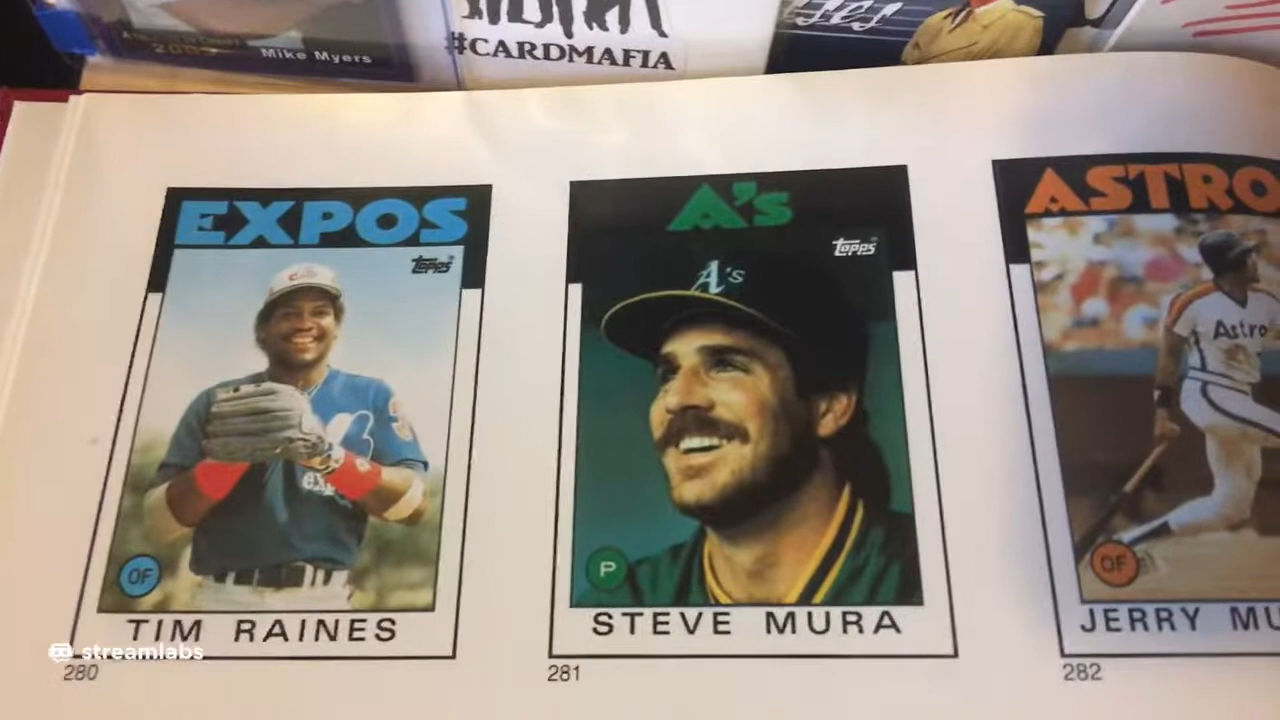 Mike Myers
#CARDMAFIA
EXPOS
Topps
OF
TIM RAINES
280
A's
Topps
A's
P
STEVE MURA
281
ASTRO
Astro
OF
JERRY MU
282
streamlabs